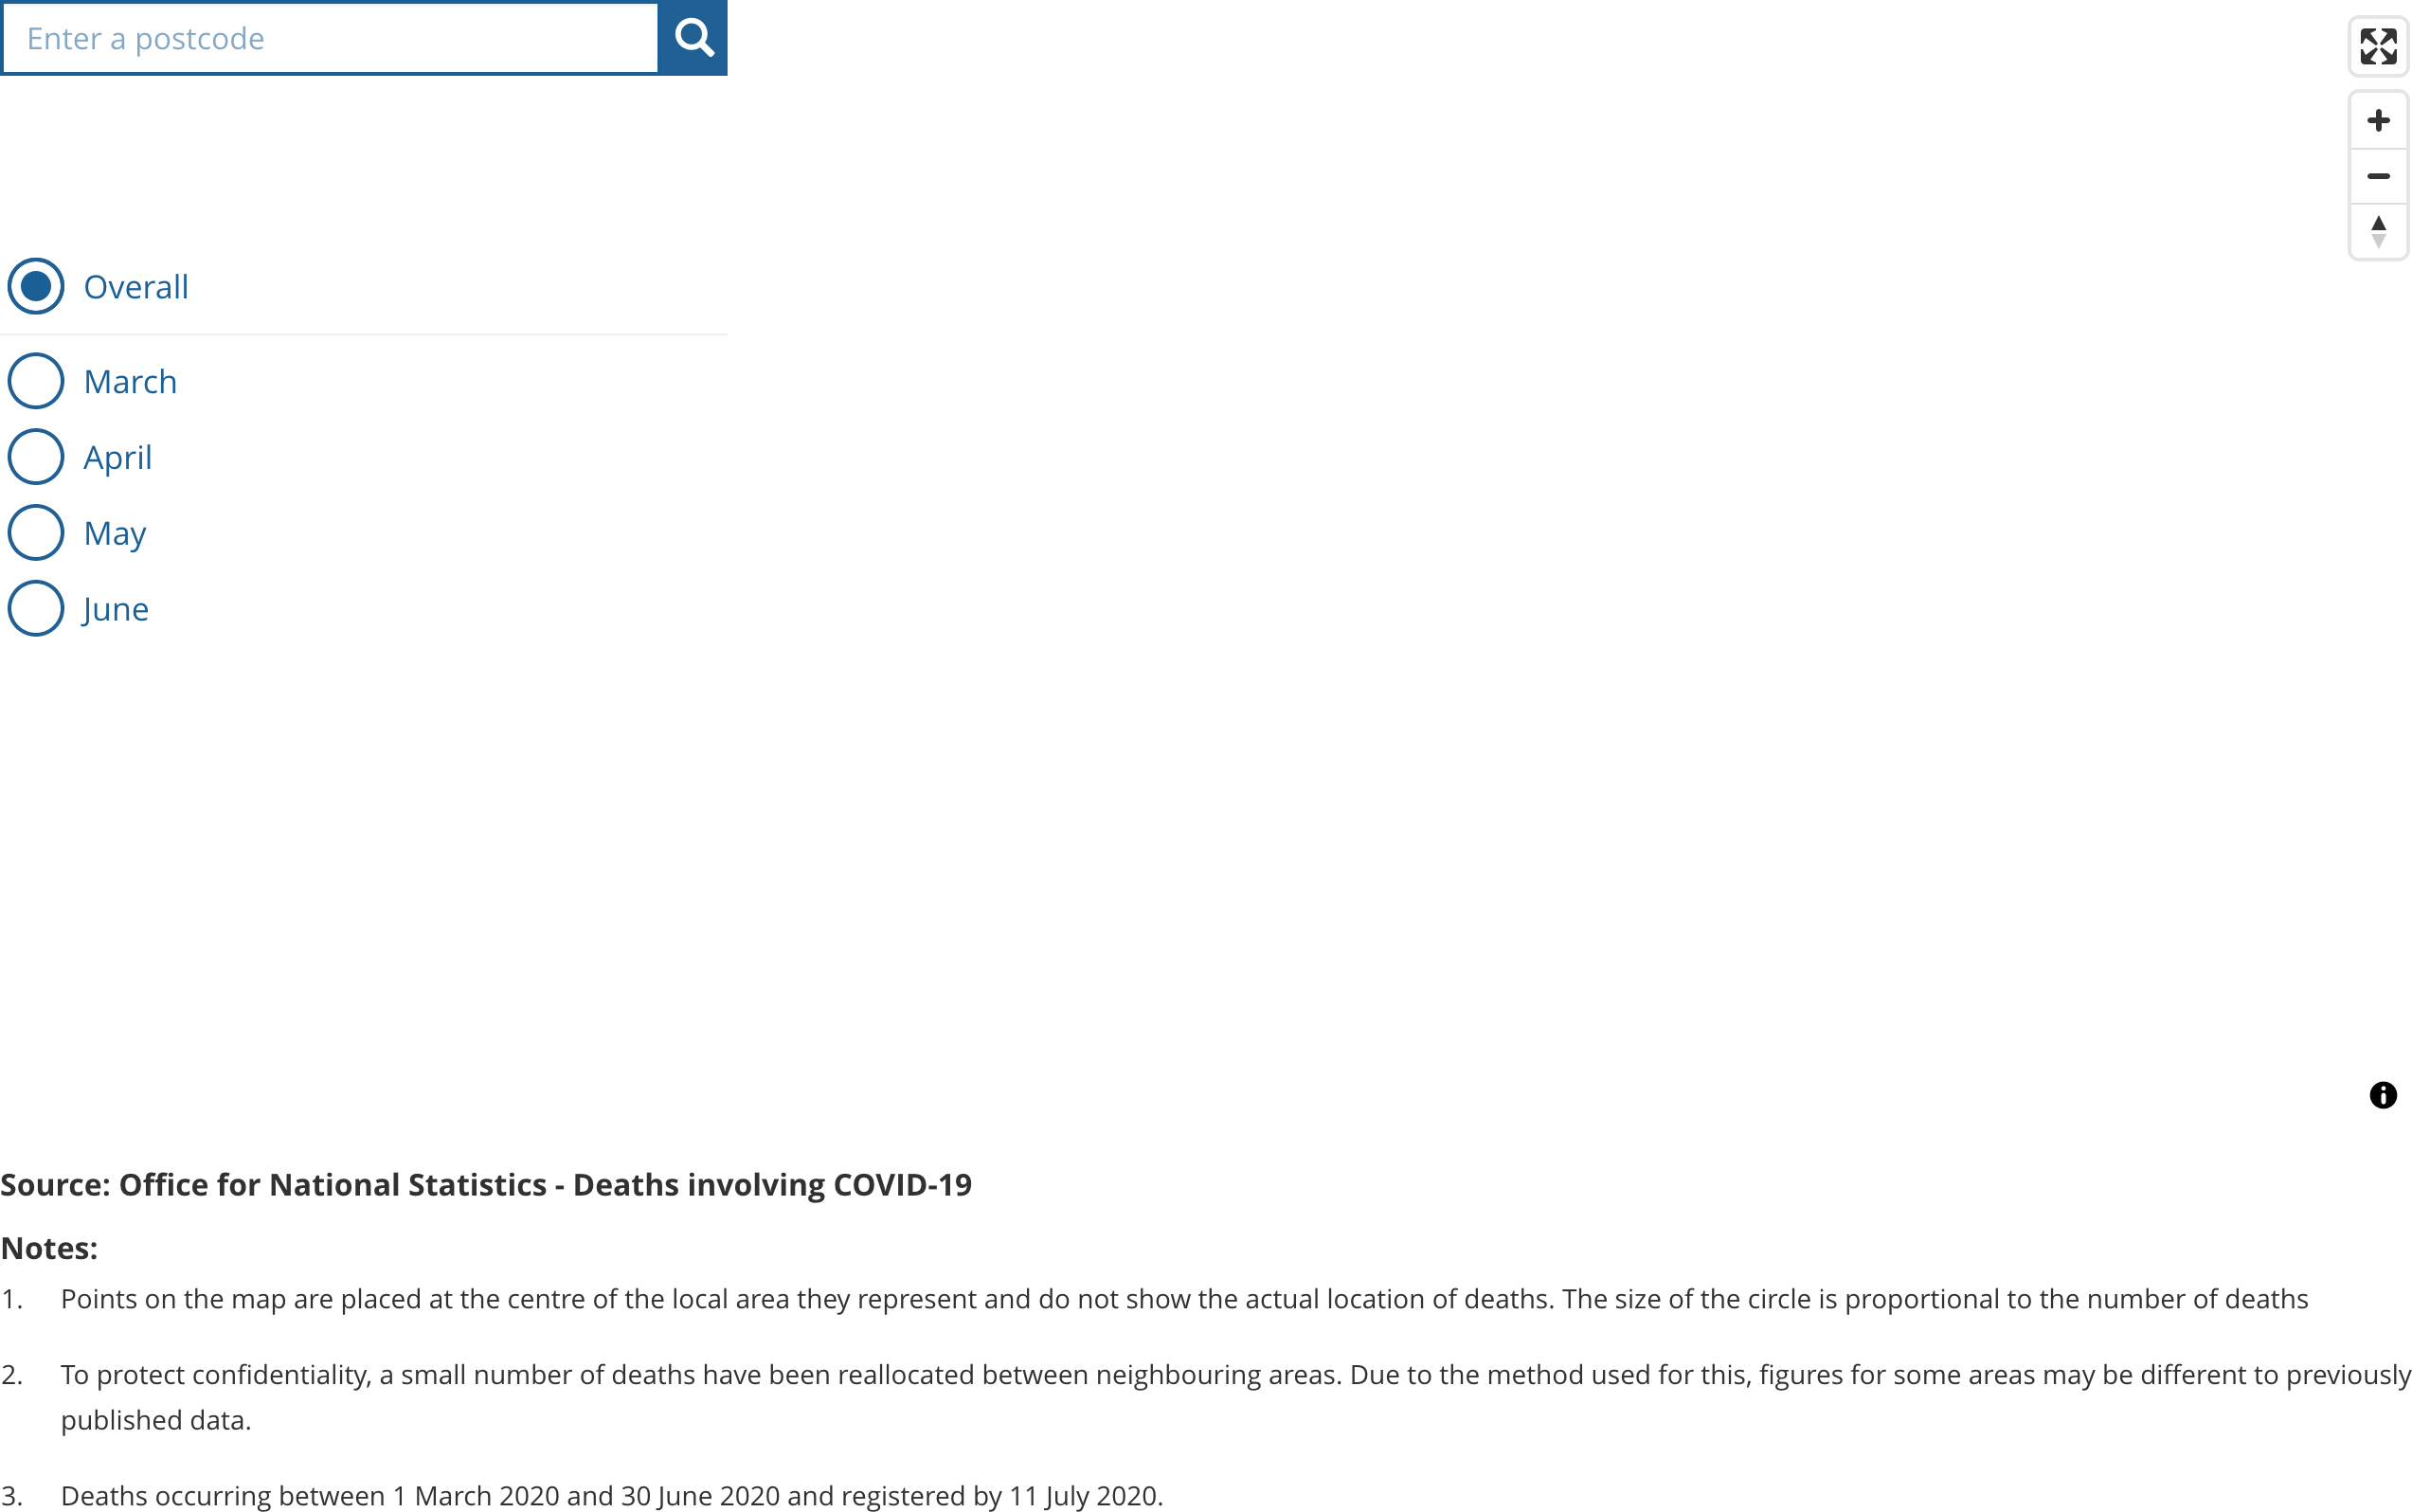 Enter a postcode
Overall
March
April
May
June
Source: Office for National Statistics - Deaths involving COVID-19
Notes:
1. Points on the map are placed at the centre of the local area they represent and do not show the actual location of deaths. The size of the circle is proportional to the number of deaths
2. To protect confidentiality, a small number of deaths have been reallocated between neighbouring areas. Due to the method used for this, figures for some areas may be different to previously
published data.
3. Deaths occurring between 1 March 2020 and 30 June 2020 and registered by 11 July 2020.